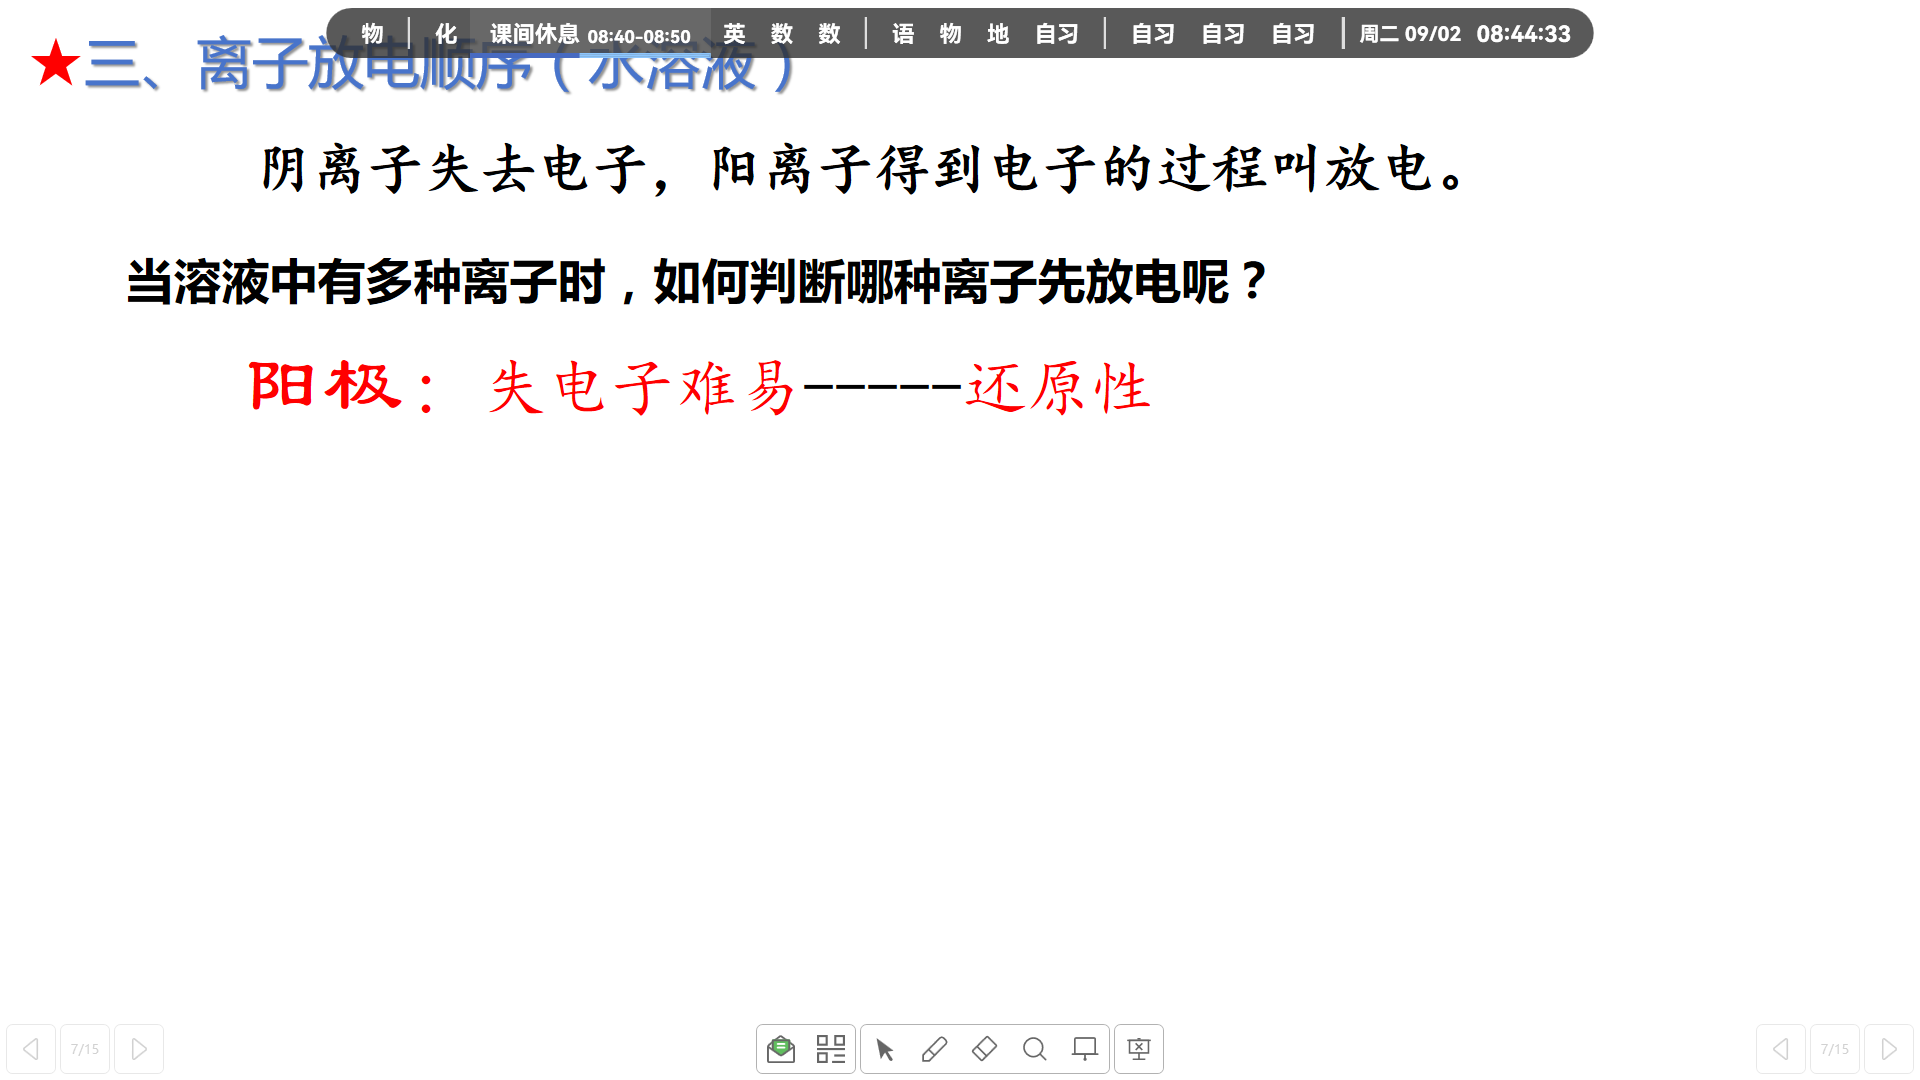 物 | 化 课间休息 08:40-08:50 英 数 数 | 语 物 地 自习 | 自习 自习 自习 | 周二 09/02 08:44:33
★三、离子放电顺序（水溶液）
阴离子失去电子，阳离子得到电子的过程叫放电。
当溶液中有多种离子时，如何判断哪种离子先放电呢？
阳极：失电子难易-----还原性
7/15
7/15